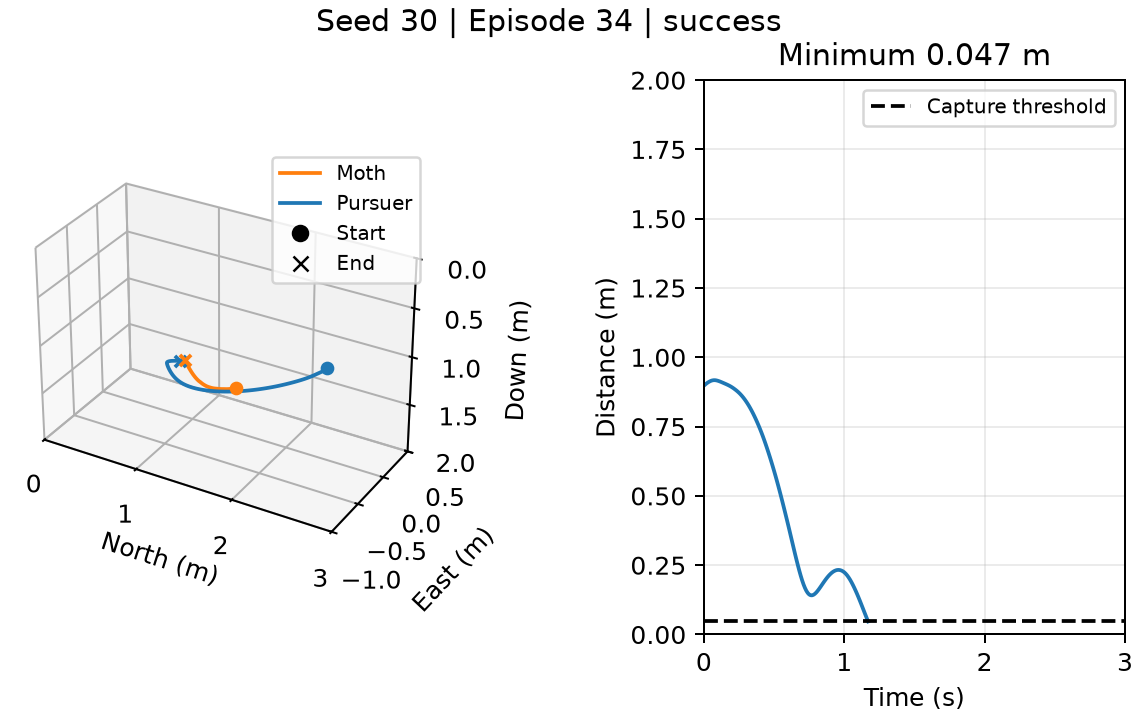 Seed 30 | Episode 34 | success
Moth
Pursuer
Start
End
0.0
0.5
1.0
1.5
2.0
Down (m)
0
1
2
3
North (m)
−1.0
−0.5
0.0
0.5
East (m)
Minimum 0.047 m
Capture threshold
2.00
1.75
1.50
1.25
1.00
0.75
0.50
0.25
0.00
Distance (m)
0
1
2
3
Time (s)